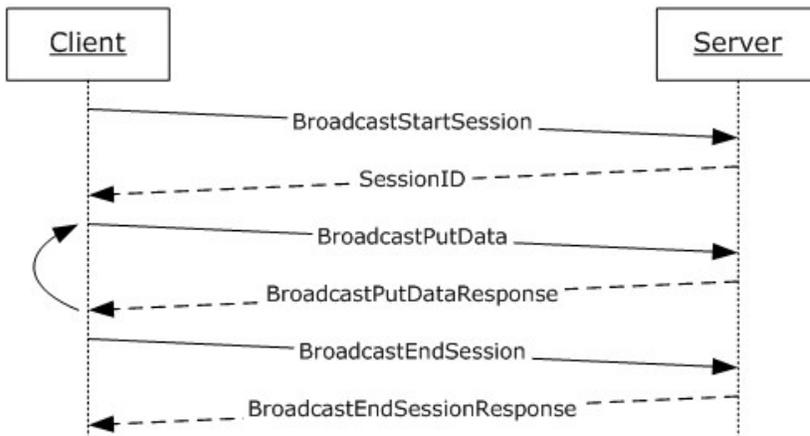 Client
Server
BroadcastStartSession
SessionID
BroadcastPutData
BroadcastPutDataResponse
BroadcastEndSession
BroadcastEndSessionResponse